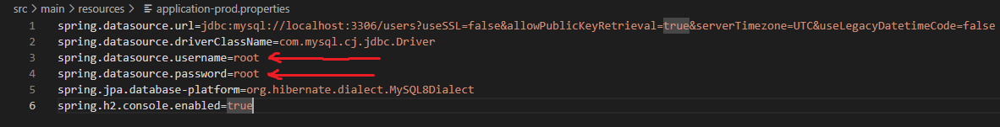 src > main > resources > application-prod.properties
1 spring.datasource.url=jdbc:mysql://localhost:3306/users?useSSL=false&allowPublicKeyRetrieval=true&serverTimezone=UTC&useLegacyDatetimeCode=false
2 spring.datasource.driverClassName=com.mysql.cj.jdbc.Driver
3 spring.datasource.username=root
4 spring.datasource.password=root
5 spring.jpa.database-platform=org.hibernate.dialect.MySQL8Dialect
6 spring.h2.console.enabled=true